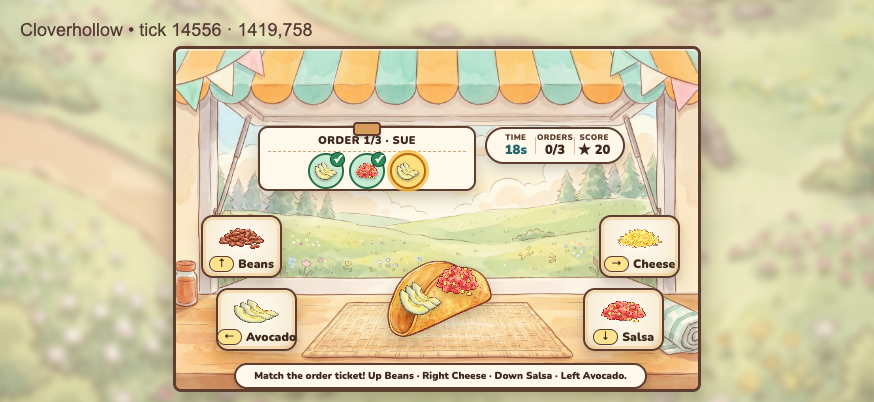 Cloverhollow • tick 14556 · 1419,758
ORDER 1/3 · SUE
TIME ORDERS SCORE
18s 0/3 ★ 20
↑ Beans
→ Cheese
← Avocado
↓ Salsa
Match the order ticket! Up Beans · Right Cheese · Down Salsa · Left Avocado.